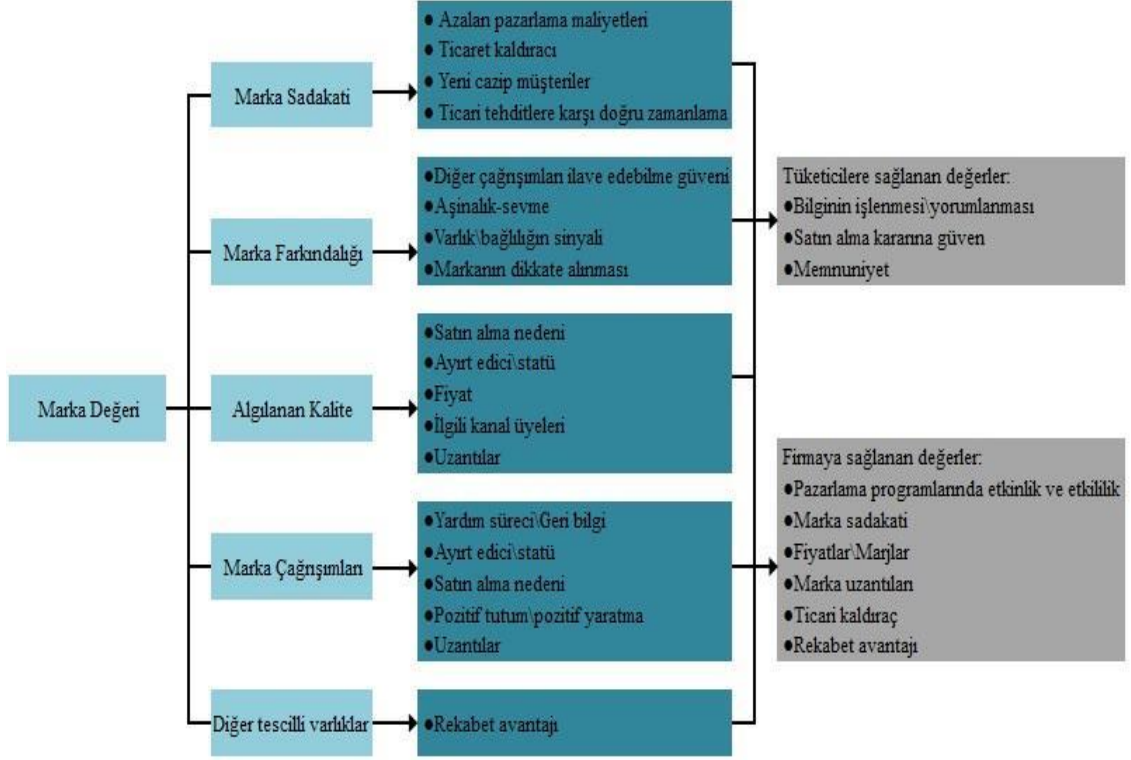 Marka Değeri
Marka Sadakati
● Azalan pazarlama maliyetleri
● Ticaret kaldıracı
● Yeni cazip müşteriler
● Ticari tehditlere karşı doğru zamanlama
Marka Farkındalığı
●Diğer çağrışımları ilave edebilme güveni
●Aşinalık-sevme
●Varlık\bağlılığın sinyali
●Markanın dikkate alınması
Algılanan Kalite
●Satın alma nedeni
●Ayırt edici\statü
●Fiyat
●İlgili kanal üyeleri
●Uzantılar
Marka Çağrışımları
●Yardım süreci\Geri bilgi
●Ayırt edici\statü
●Satın alma nedeni
●Pozitif tutum\pozitif yaratma
●Uzantılar
Diğer tescilli varlıklar
●Rekabet avantajı
Tüketicilere sağlanan değerler:
●Bilginin işlenmesi\yorumlanması
●Satın alma kararına güven
●Memnuniyet
Firmaya sağlanan değerler:
●Pazarlama programlarında etkinlik ve etkililik
●Marka sadakati
●Fiyatlar\Marjlar
●Marka uzantıları
●Ticari kaldıraç
●Rekabet avantajı